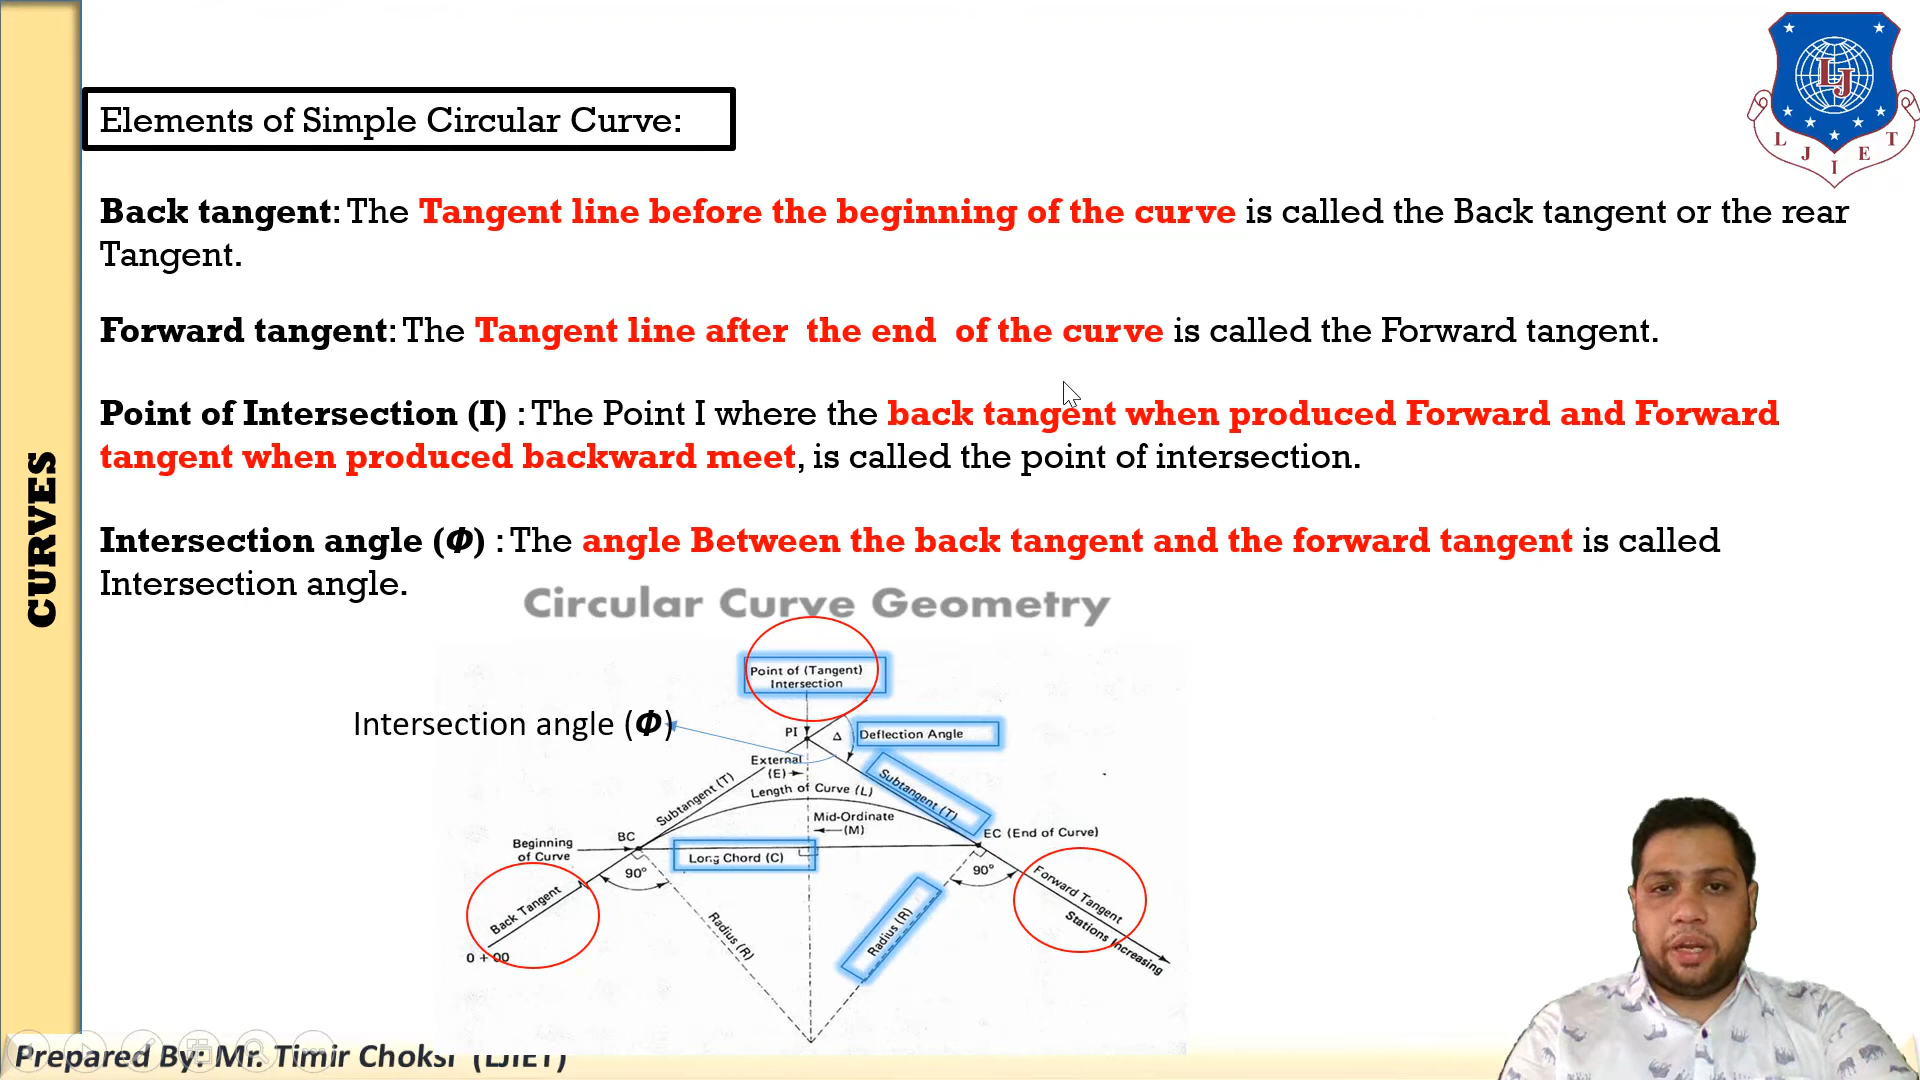 Elements of Simple Circular Curve:
LJ
L J I E T
Back tangent: The Tangent line before the beginning of the curve is called the Back tangent or the rear
Tangent.
Forward tangent: The Tangent line after the end of the curve is called the Forward tangent.
Point of Intersection (I) : The Point I where the back tangent when produced Forward and Forward
tangent when produced backward meet, is called the point of intersection.
Intersection angle (Φ) : The angle Between the back tangent and the forward tangent is called
Intersection angle.
CURVES
Circular Curve Geometry
Point of (Tangent)
Intersection
Intersection angle (Φ)
PI
Δ
Deflection Angle
External
(E)
Subtangent (T)
Subtangent (T)
Length of Curve (L)
Mid-Ordinate
(M)
BC
EC (End of Curve)
Beginning
of Curve
Long Chord (C)
90°
90°
Back Tangent
Forward Tangent
Stations Increasing
Radius (R)
Radius (R)
0 + 00
Prepared By: Mr. Timir Choksi (LJIET)